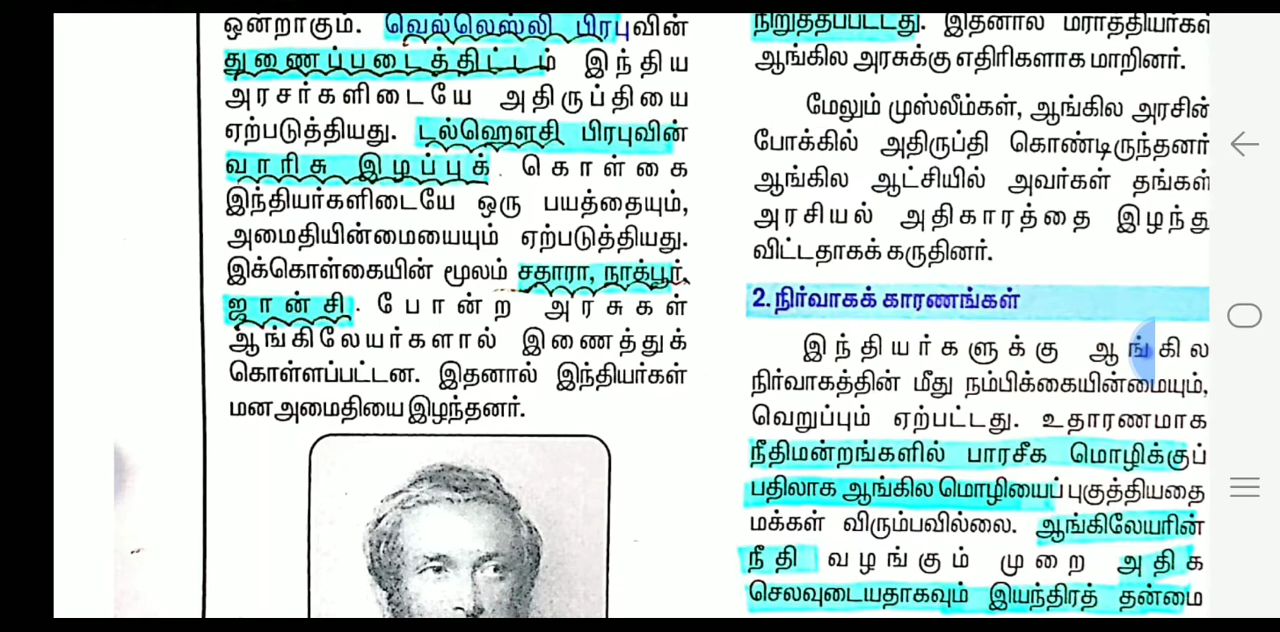 ஒன்றாகும். வெல்லெஸ்லி பிரபுவின்
துணைப்படைத்திட்டம் இந்திய
அரசர்களிடையே அதிருப்தியை
ஏற்படுத்தியது. டல்ஹௌசி பிரபுவின்
வாரிசு இழப்புக் கொள்கை
இந்தியர்களிடையே ஒரு பயத்தையும்,
அமைதியின்மையையும் ஏற்படுத்தியது.
இக்கொள்கையின் மூலம் சதாரா, நாக்பூர்,
ஜான்சி போன்ற அரசுகள்
ஆங்கிலேயர்களால் இணைத்துக்
கொள்ளப்பட்டன. இதனால் இந்தியர்கள்
மனஅமைதியை இழந்தனர்.
நிறுத்தப்பட்டது. இதனால் மராத்தியர்கள்
ஆங்கில அரசுக்கு எதிரிகளாக மாறினர்.
மேலும் முஸ்லீம்கள், ஆங்கில அரசின்
போக்கில் அதிருப்தி கொண்டிருந்தனர்
ஆங்கில ஆட்சியில் அவர்கள் தங்கள்
அரசியல் அதிகாரத்தை இழந்து
விட்டதாகக் கருதினர்.
2. நிர்வாகக் காரணங்கள்
இந்தியர்களுக்கு ஆங்கில
நிர்வாகத்தின் மீது நம்பிக்கையின்மையும்,
வெறுப்பும் ஏற்பட்டது. உதாரணமாக
நீதிமன்றங்களில் பாரசீக மொழிக்குப்
பதிலாக ஆங்கில மொழியைப் புகுத்தியதை
மக்கள் விரும்பவில்லை. ஆங்கிலேயரின்
நீதி வழங்கும் முறை அதிக
செலவுடையதாகவும் இயந்திரத் தன்மை